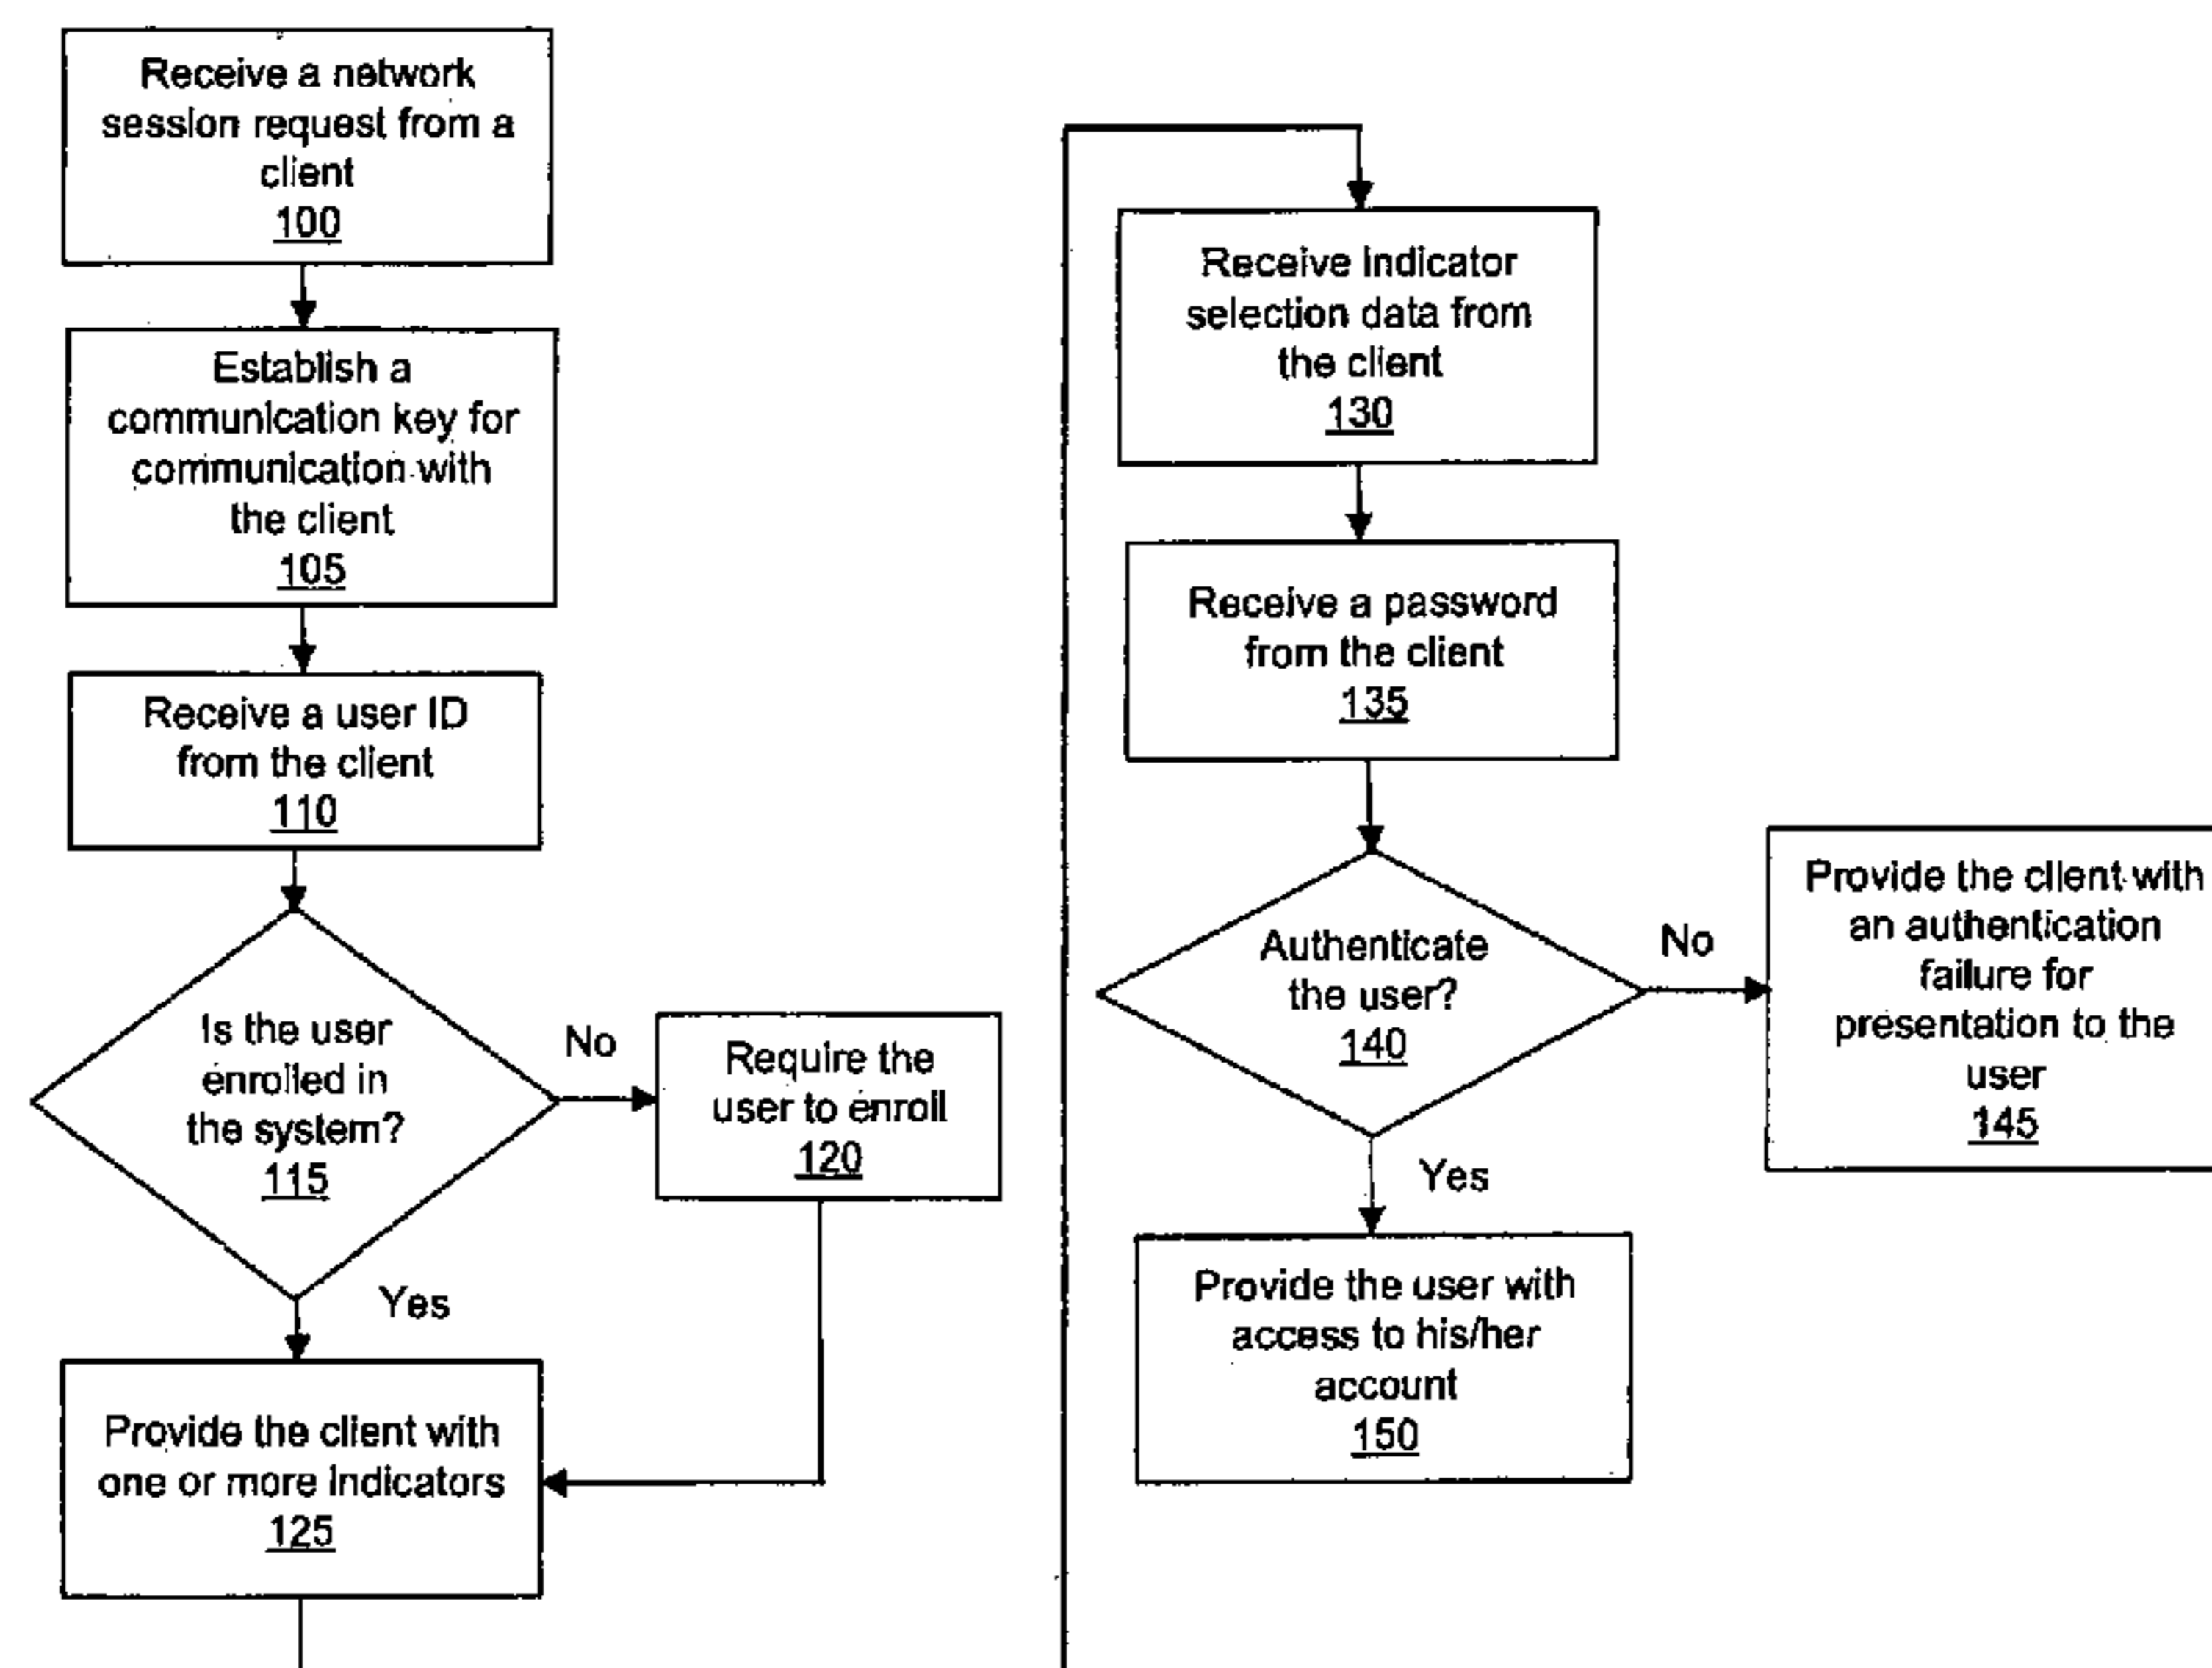 Receive a network
session request from a
client
100
Establish a
communication key for
communication with
the client
105
Receive a user ID
from the client
110
Is the user
enrolled in
the system?
115
No
Require the
user to enroll
120
Yes
Provide the client with
one or more indicators
125
Receive indicator
selection data from
the client
130
Receive a password
from the client
135
Authenticate
the user?
140
No
Provide the client with
an authentication
failure for
presentation to the
user
145
Yes
Provide the user with
access to his/her
account
150